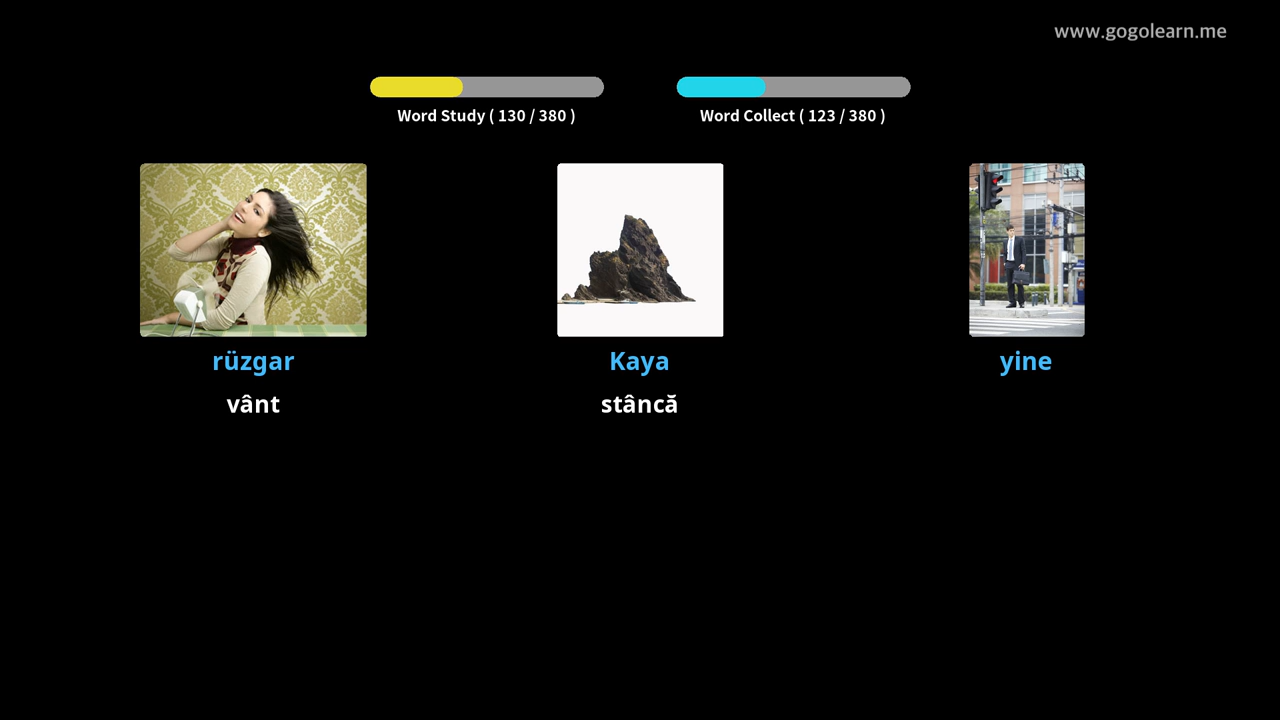 www.gogolearn.me
Word Study ( 130 / 380 )
Word Collect ( 123 / 380 )
rüzgar
vânt
Kaya
stâncă
yine